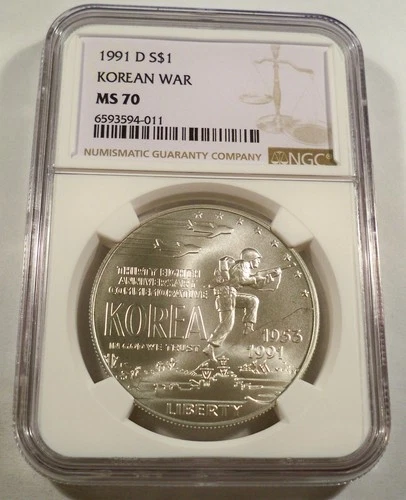 1991 D S$1
KOREAN WAR
MS 70
6593594-011
NUMISMATIC GUARANTY COMPANY NGC
THIRTY EIGHTH
ANNIVERSARY
COMMEMORATIVE
KOREA
IN GOD WE TRUST
1953
1991
LIBERTY